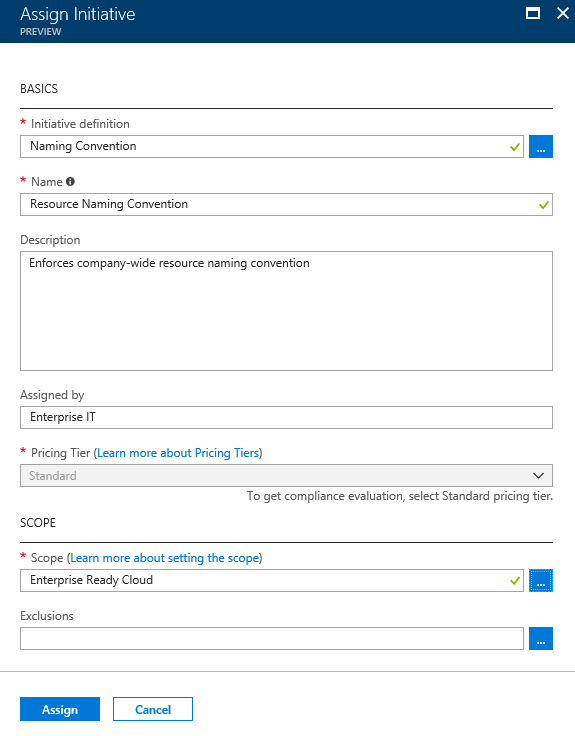 Assign Initiative
PREVIEW
BASICS
* Initiative definition
Naming Convention
...
* Name
Resource Naming Convention
Description
Enforces company-wide resource naming convention
Assigned by
Enterprise IT
* Pricing Tier (Learn more about Pricing Tiers)
Standard
To get compliance evaluation, select Standard pricing tier.
SCOPE
* Scope (Learn more about setting the scope)
Enterprise Ready Cloud
...
Exclusions
...
Assign Cancel